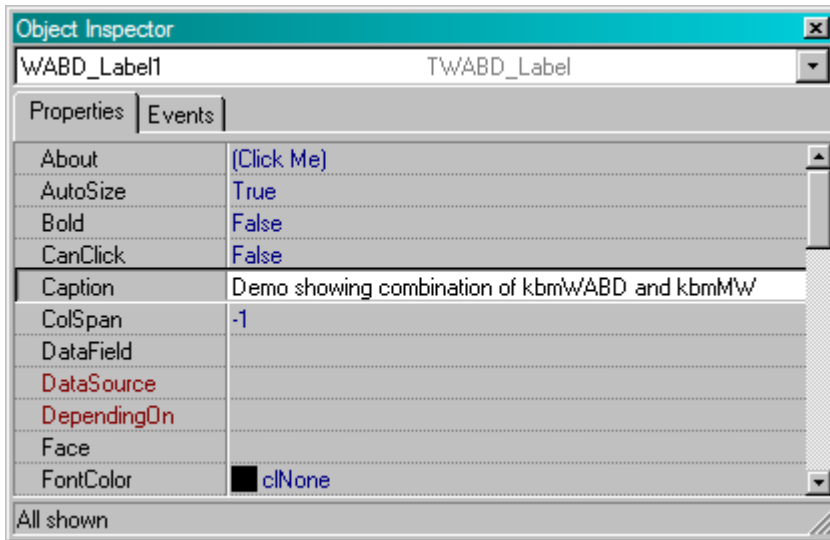 Object Inspector
WABD_Label1 TWABD_Label
Properties Events
About (Click Me)
AutoSize True
Bold False
CanClick False
Caption Demo showing combination of kbmWABD and kbmMW
ColSpan -1
DataField
DataSource
DependingOn
Face
FontColor clNone
All shown